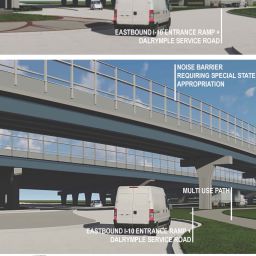 EASTBOUND I-10 ENTRANCE RAMP +
DALRYMPLE SERVICE ROAD
NOISE BARRIER
REQUIRING SPECIAL STATE
APPROPRIATION
MULTI USE PATH
EASTBOUND I-10 ENTRANCE RAMP +
DALRYMPLE SERVICE ROAD